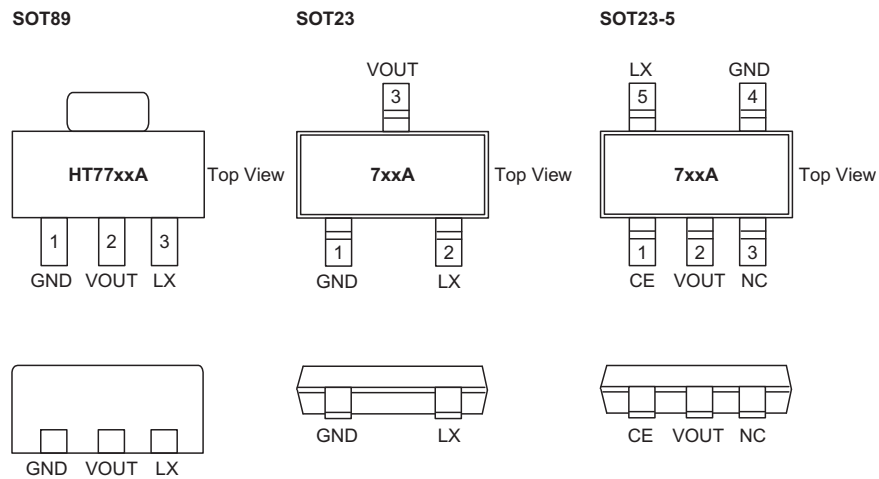 SOT89
SOT23
SOT23-5
VOUT
LX
GND
3
5
4
HT77xxA
Top View
7xxA
Top View
7xxA
Top View
1
2
3
1
2
1
2
3
GND VOUT LX
GND LX
CE VOUT NC
GND LX
CE VOUT NC
GND VOUT LX